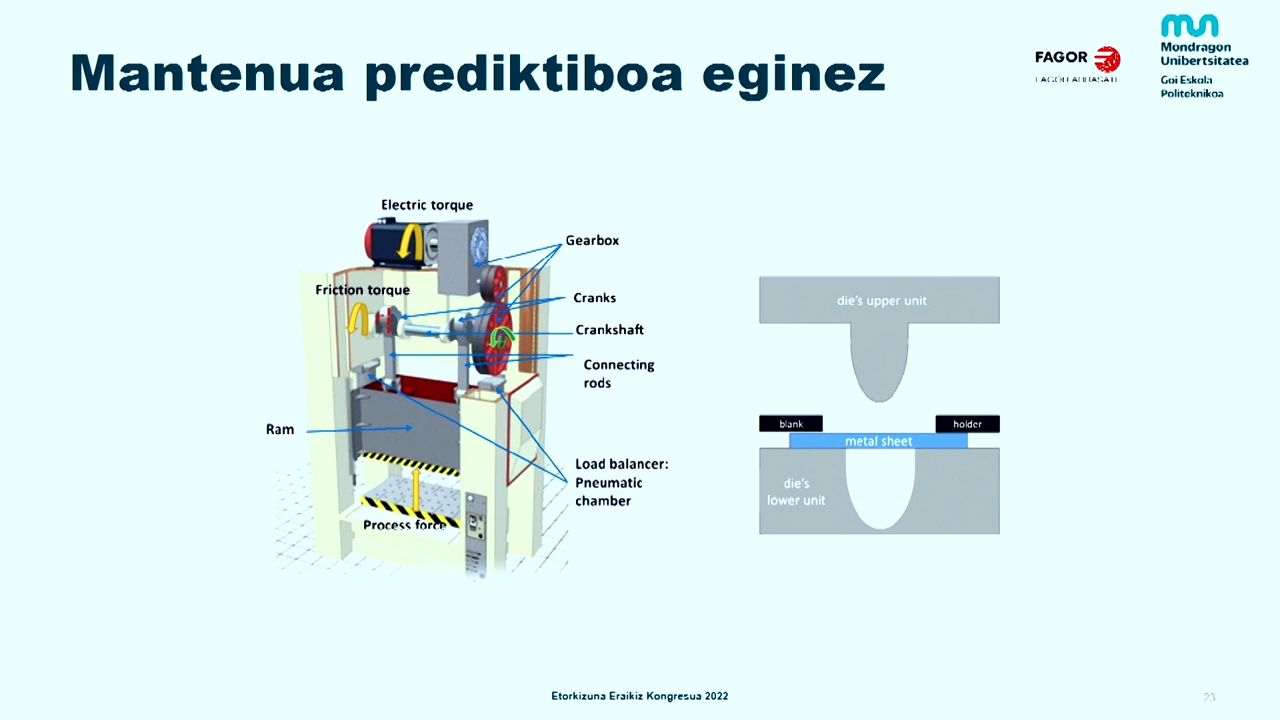 Mantenua prediktiboa eginez
FAGOR
FAGOR ARRASATE
Mondragon
Unibertsitatea
Goi Eskola
Politeknikoa
Electric torque
Gearbox
Friction torque
Cranks
Crankshaft
Connecting
rods
Ram
Load balancer:
Pneumatic
chamber
Process force
die's upper unit
blank
holder
metal sheet
die's
lower unit
Etorkizuna Eraikiz Kongresua 2022
23